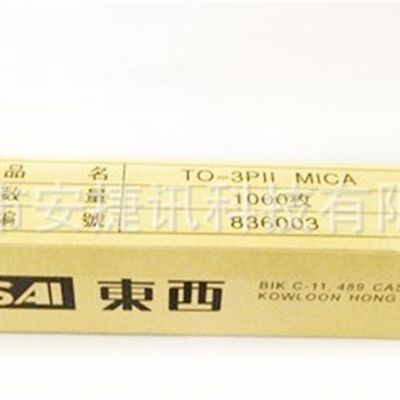 品 名 TO-3PII MICA
数 量 1000枚
編 號 836003
安捷讯科技有限
SAI 東西
BIK.C-11, 489 CAS
KOWLOON HONG